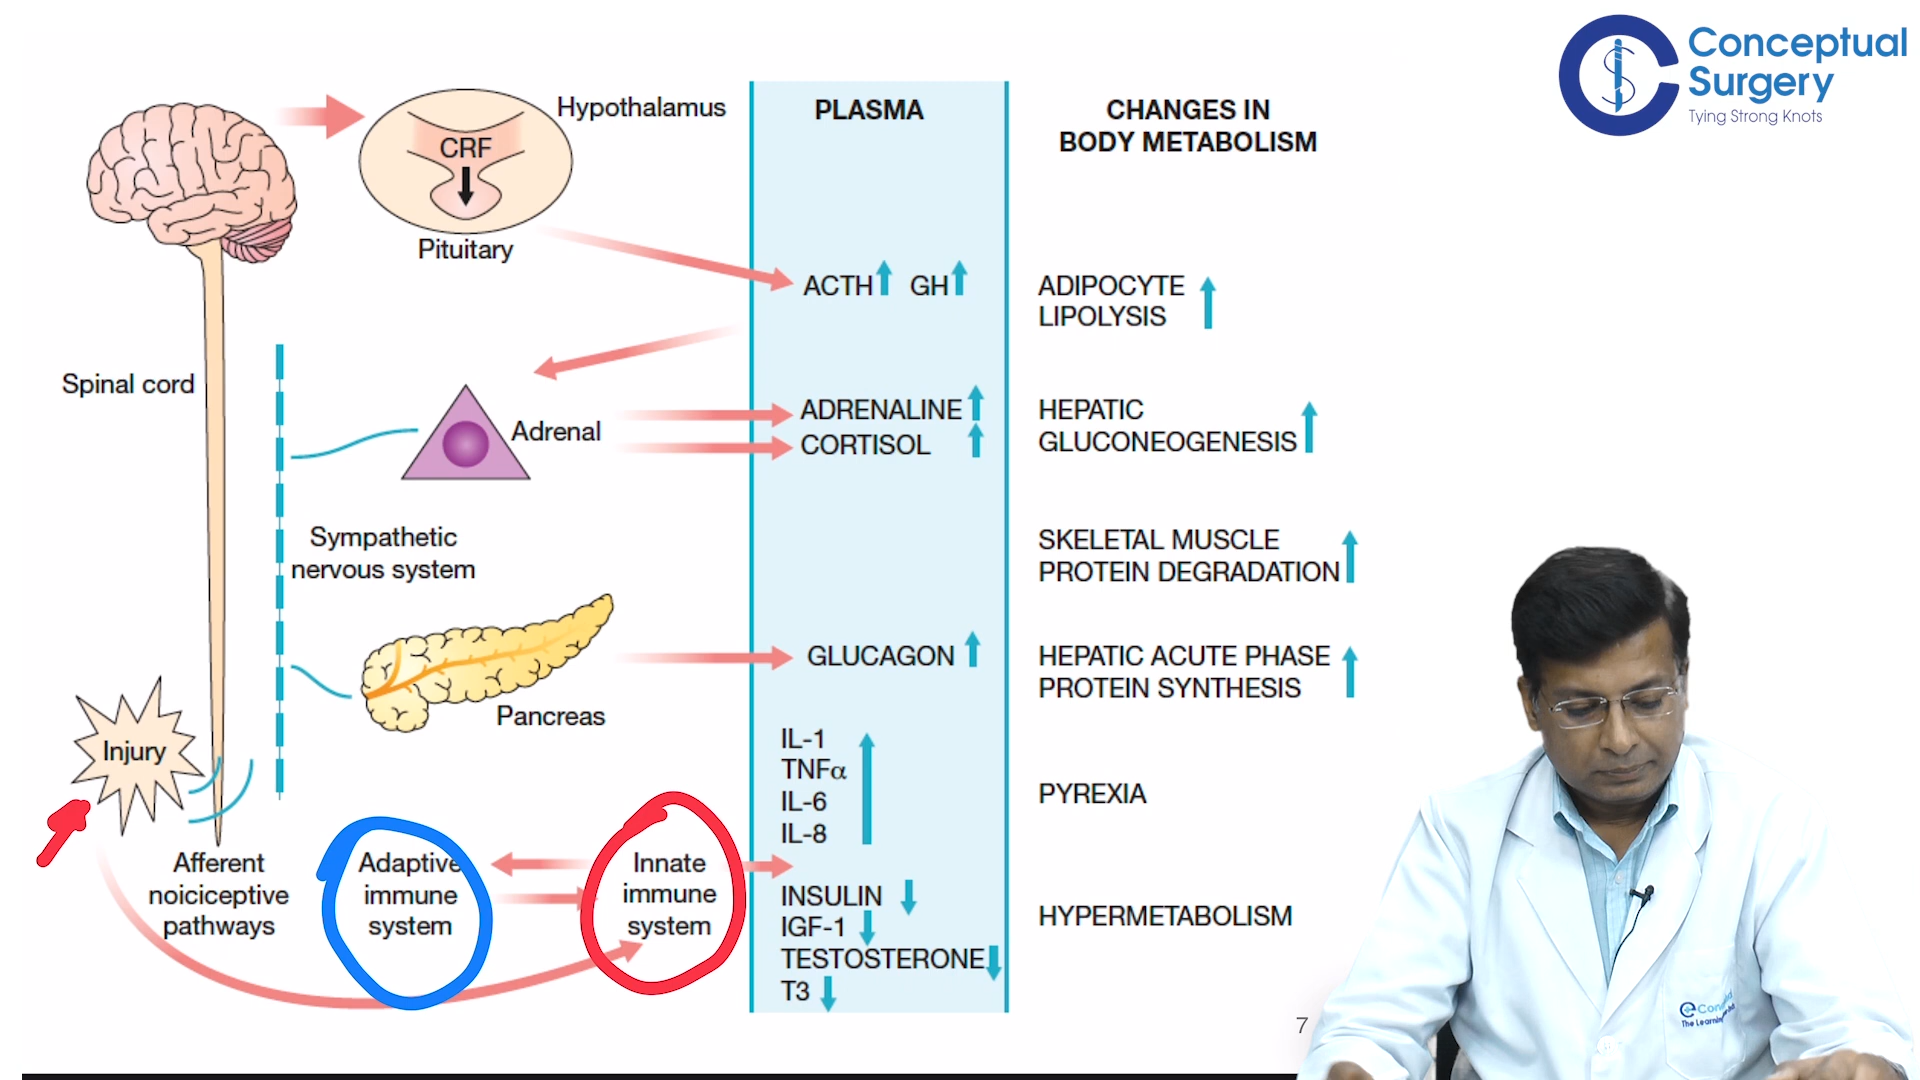 Conceptual
Surgery
Tying Strong Knots
Hypothalamus
CRF
Pituitary
PLASMA
CHANGES IN
BODY METABOLISM
ACTH GH
ADIPOCYTE
LIPOLYSIS
Spinal cord
Adrenal
ADRENALINE
CORTISOL
HEPATIC
GLUCONEOGENESIS
Sympathetic
nervous system
SKELETAL MUSCLE
PROTEIN DEGRADATION
Pancreas
GLUCAGON
HEPATIC ACUTE PHASE
PROTEIN SYNTHESIS
Injury
IL-1
TNFα
IL-6
IL-8
PYREXIA
Afferent
noiciceptive
pathways
Adaptive
immune
system
Innate
immune
system
INSULIN
IGF-1
TESTOSTERONE
T3
HYPERMETABOLISM
7